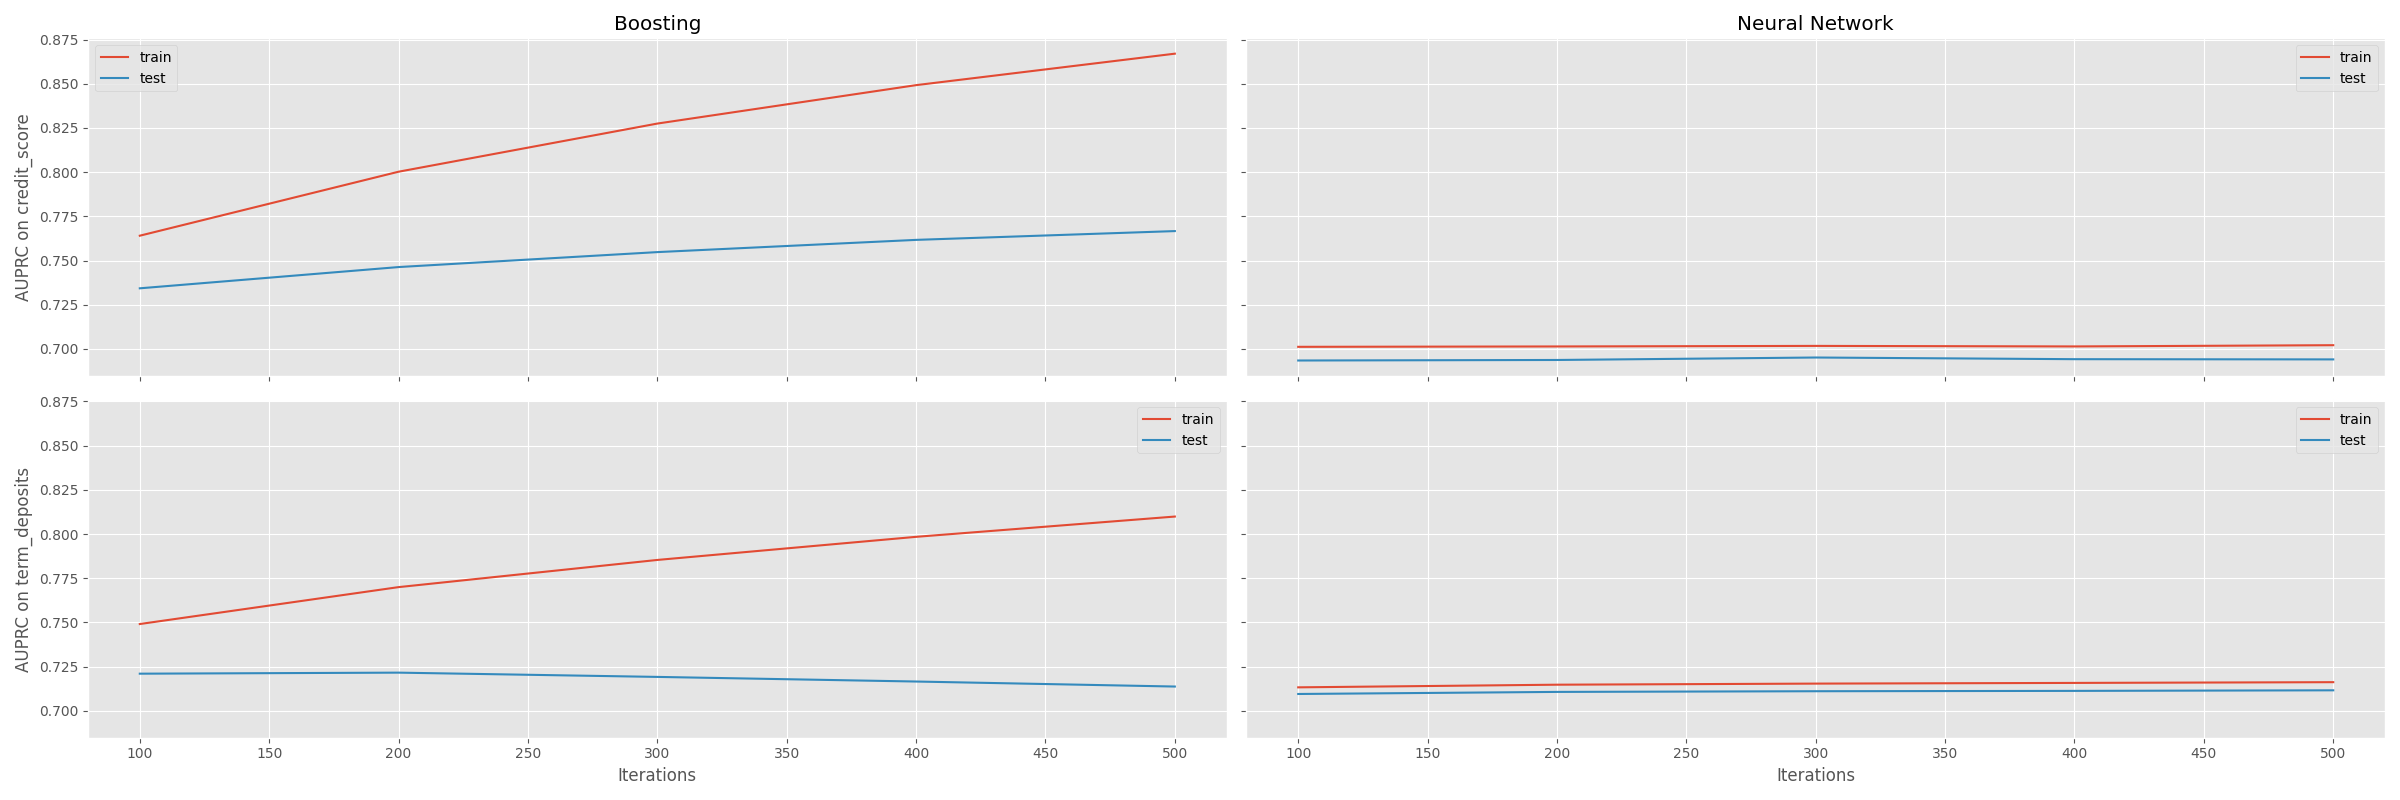 Boosting
Neural Network
AUPRC on credit_score
0.875
0.850
0.825
0.800
0.775
0.750
0.725
0.700
train
test
train
test
AUPRC on term_deposits
0.875
0.850
0.825
0.800
0.775
0.750
0.725
0.700
train
test
train
test
100 150 200 250 300 350 400 450 500
100 150 200 250 300 350 400 450 500
Iterations
Iterations